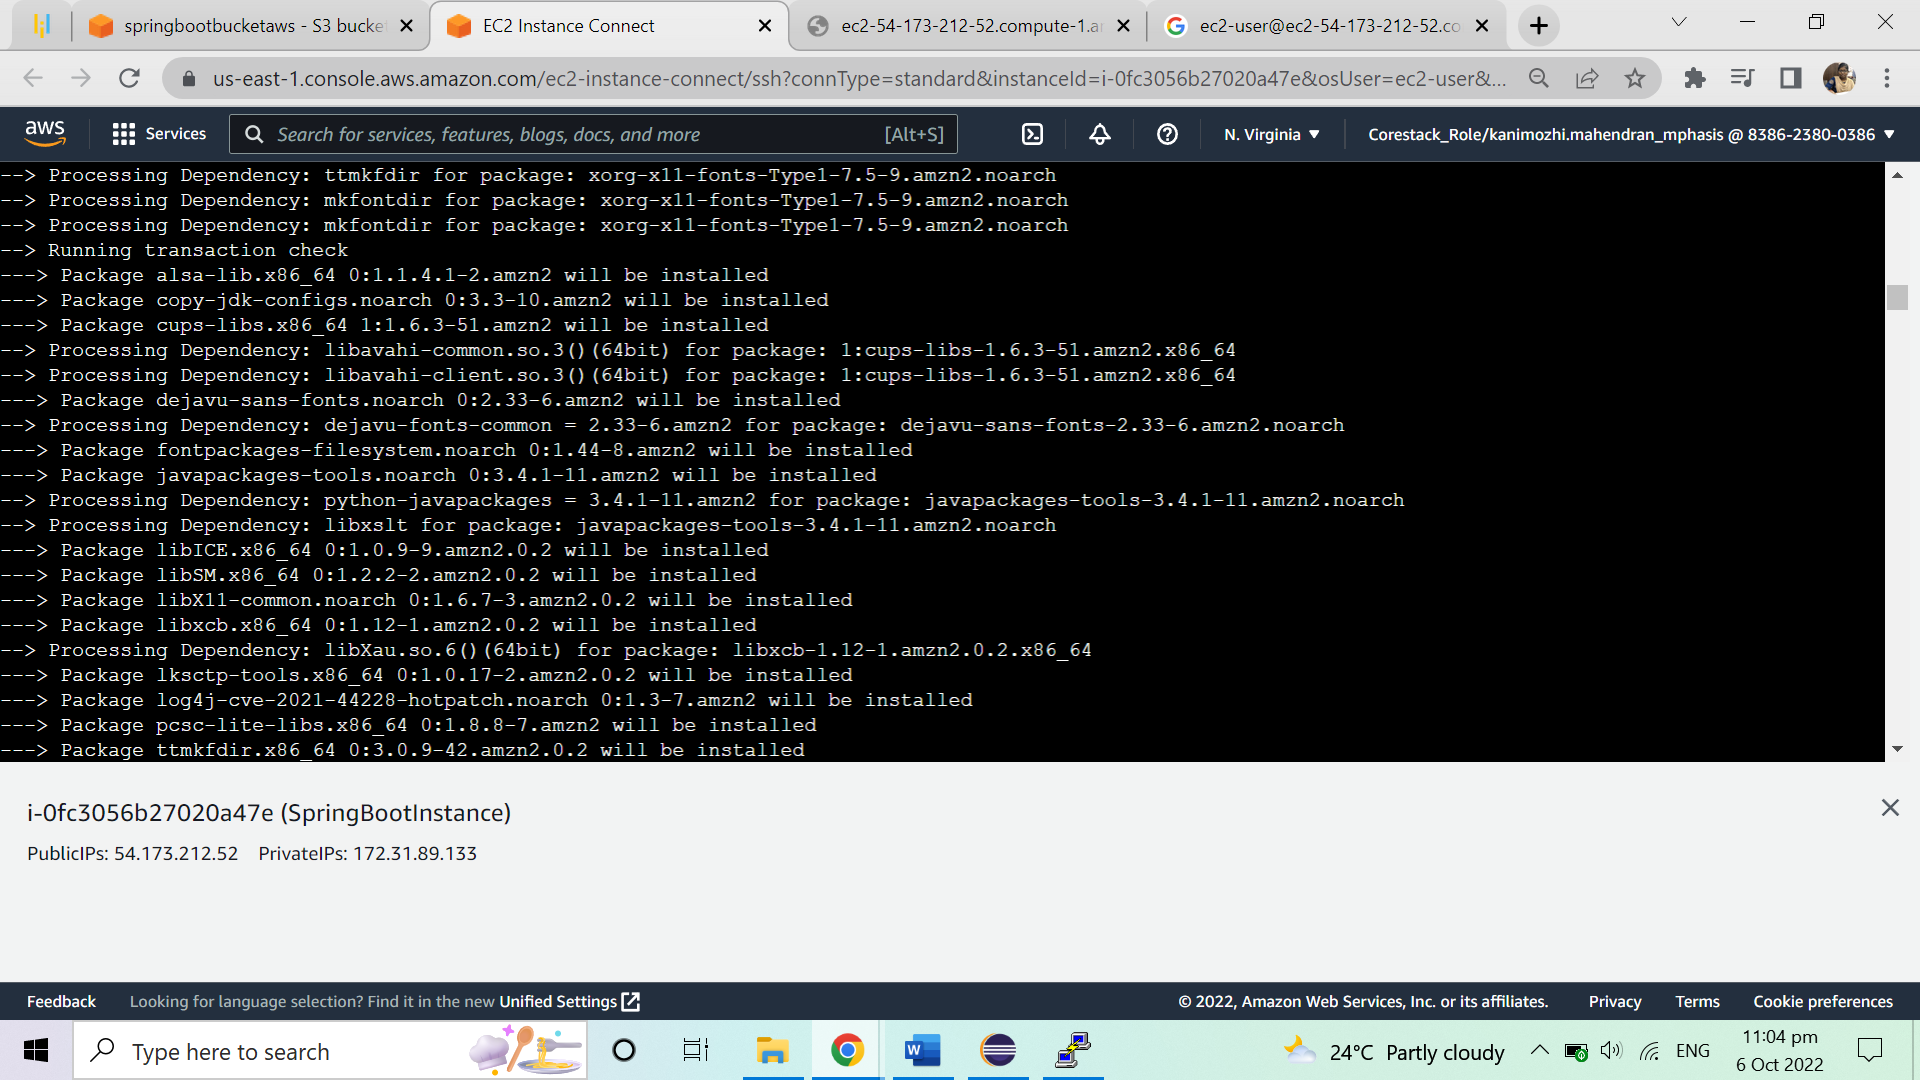 springbootbucketaws - S3 bucke
EC2 Instance Connect
ec2-54-173-212-52.compute-1.a
ec2-user@ec2-54-173-212-52.co
us-east-1.console.aws.amazon.com/ec2-instance-connect/ssh?connType=standard&instanceId=i-0fc3056b27020a47e&osUser=ec2-user&...
aws
Services
Search for services, features, blogs, docs, and more
[Alt+S]
N. Virginia
Corestack_Role/kanimozhi.mahendran_mphasis @ 8386-2380-0386
--> Processing Dependency: ttmkfdir for package: xorg-x11-fonts-Type1-7.5-9.amzn2.noarch
--> Processing Dependency: mkfontdir for package: xorg-x11-fonts-Type1-7.5-9.amzn2.noarch
--> Processing Dependency: mkfontdir for package: xorg-x11-fonts-Type1-7.5-9.amzn2.noarch
--> Running transaction check
---> Package alsa-lib.x86_64 0:1.1.4.1-2.amzn2 will be installed
---> Package copy-jdk-configs.noarch 0:3.3-10.amzn2 will be installed
---> Package cups-libs.x86_64 1:1.6.3-51.amzn2 will be installed
--> Processing Dependency: libavahi-common.so.3()(64bit) for package: 1:cups-libs-1.6.3-51.amzn2.x86_64
--> Processing Dependency: libavahi-client.so.3()(64bit) for package: 1:cups-libs-1.6.3-51.amzn2.x86_64
---> Package dejavu-sans-fonts.noarch 0:2.33-6.amzn2 will be installed
--> Processing Dependency: dejavu-fonts-common = 2.33-6.amzn2 for package: dejavu-sans-fonts-2.33-6.amzn2.noarch
---> Package fontpackages-filesystem.noarch 0:1.44-8.amzn2 will be installed
---> Package javapackages-tools.noarch 0:3.4.1-11.amzn2 will be installed
--> Processing Dependency: python-javapackages = 3.4.1-11.amzn2 for package: javapackages-tools-3.4.1-11.amzn2.noarch
--> Processing Dependency: libxslt for package: javapackages-tools-3.4.1-11.amzn2.noarch
---> Package libICE.x86_64 0:1.0.9-9.amzn2.0.2 will be installed
---> Package libSM.x86_64 0:1.2.2-2.amzn2.0.2 will be installed
---> Package libX11-common.noarch 0:1.6.7-3.amzn2.0.2 will be installed
---> Package libxcb.x86_64 0:1.12-1.amzn2.0.2 will be installed
--> Processing Dependency: libXau.so.6()(64bit) for package: libxcb-1.12-1.amzn2.0.2.x86_64
---> Package lksctp-tools.x86_64 0:1.0.17-2.amzn2.0.2 will be installed
---> Package log4j-cve-2021-44228-hotpatch.noarch 0:1.3-7.amzn2 will be installed
---> Package pcsc-lite-libs.x86_64 0:1.8.8-7.amzn2 will be installed
---> Package ttmkfdir.x86_64 0:3.0.9-42.amzn2.0.2 will be installed
i-0fc3056b27020a47e (SpringBootInstance)
PublicIPs: 54.173.212.52 PrivateIPs: 172.31.89.133
Feedback
Looking for language selection? Find it in the new Unified Settings
© 2022, Amazon Web Services, Inc. or its affiliates.
Privacy
Terms
Cookie preferences
Type here to search
W
24°C Partly cloudy
ENG
11:04 pm
6 Oct 2022